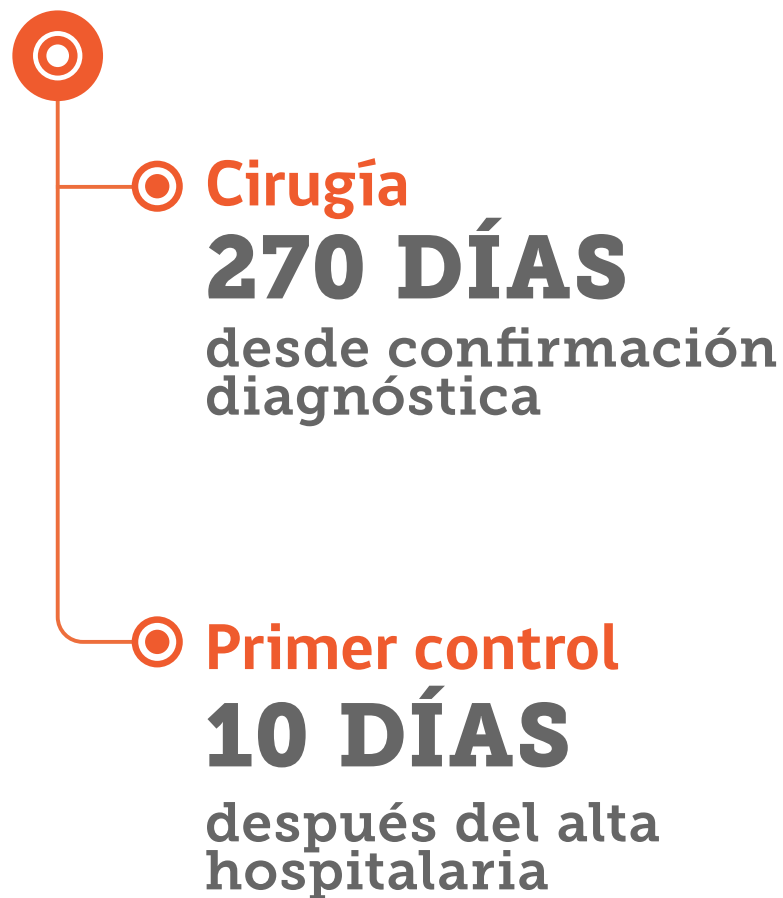 Cirugía
270 DÍAS
desde confirmación
diagnóstica
Primer control
10 DÍAS
después del alta
hospitalaria